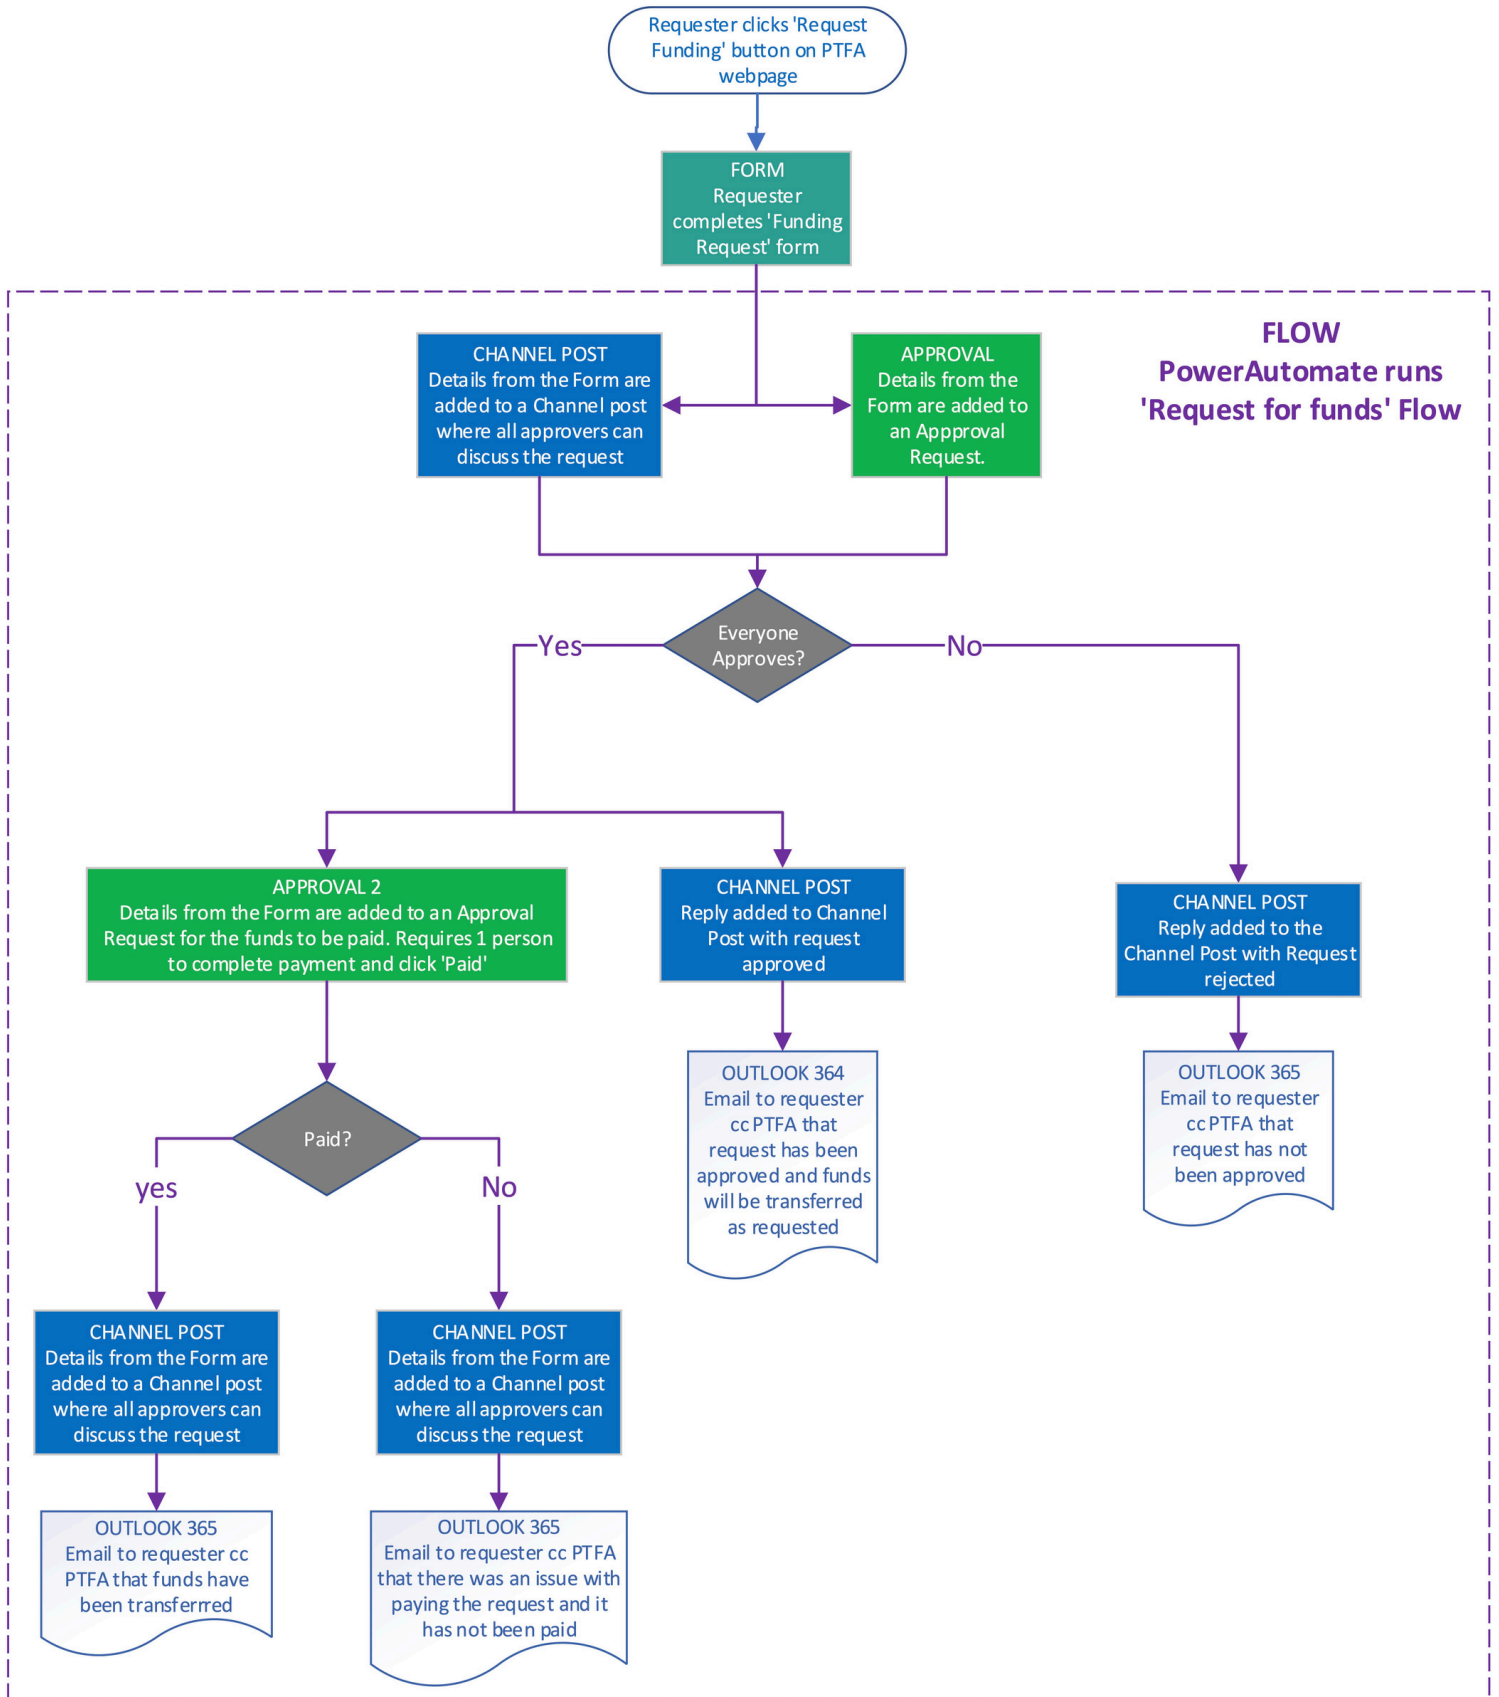 Requester clicks 'Request
Funding' button on PTFA
webpage
FORM
Requester
completes 'Funding
Request' form
FLOW
PowerAutomate runs
'Request for funds' Flow
CHANNEL POST
Details from the Form are
added to a Channel post
where all approvers can
discuss the request
APPROVAL
Details from the
Form are added to
an Appproval
Request.
Everyone
Approves?
Yes
No
APPROVAL 2
Details from the Form are added to an Approval
Request for the funds to be paid. Requires 1 person
to complete payment and click 'Paid'
CHANNEL POST
Reply added to Channel
Post with request
approved
CHANNEL POST
Reply added to the
Channel Post with Request
rejected
OUTLOOK 364
Email to requester
cc PTFA that
request has been
approved and funds
will be transferred
as requested
OUTLOOK 365
Email to requester
cc PTFA that
request has not
been approved
Paid?
yes
No
CHANNEL POST
Details from the Form are
added to a Channel post
where all approvers can
discuss the request
CHANNEL POST
Details from the Form are
added to a Channel post
where all approvers can
discuss the request
OUTLOOK 365
Email to requester cc
PTFA that funds have
been transferrred
OUTLOOK 365
Email to requester cc PTFA
that there was an issue with
paying the request and it
has not been paid